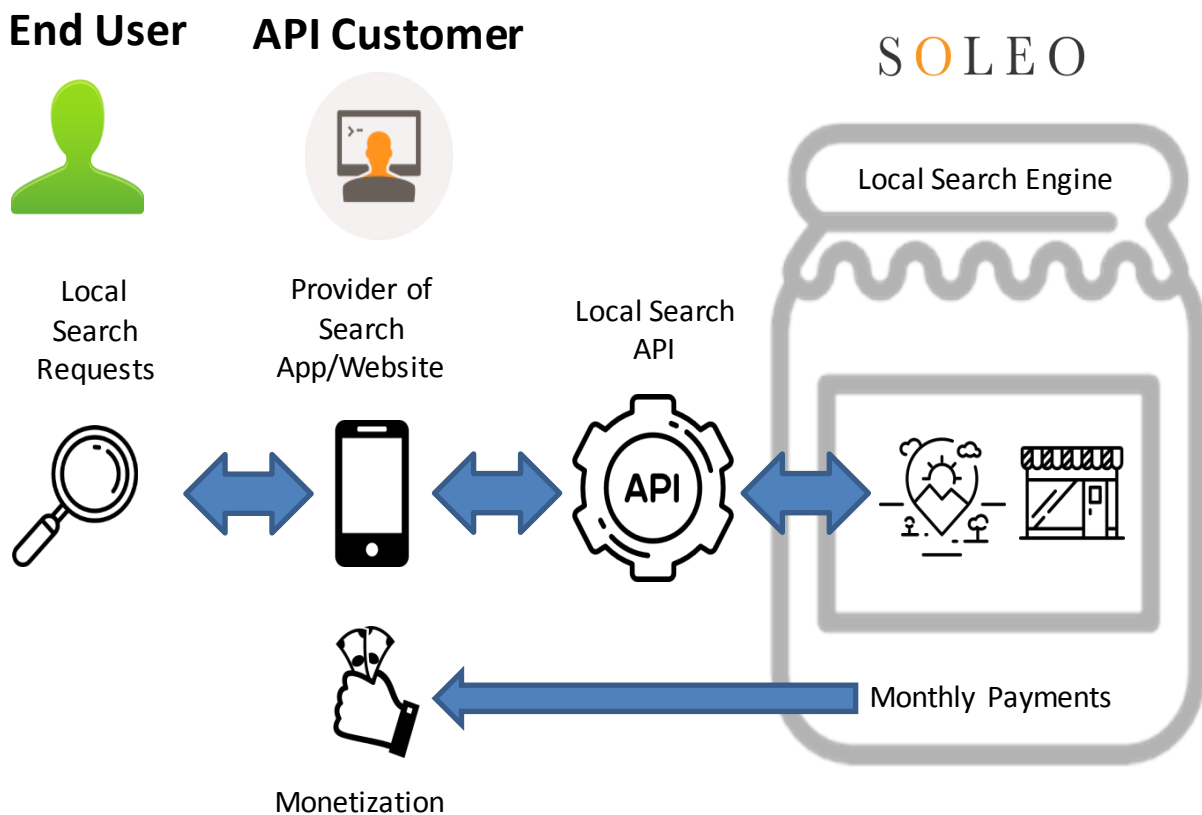 End User
API Customer
SOLEO
Local Search Engine
>-
Local
Search
Requests
Provider of
Search
App/Website
Local Search
API
API
Monthly Payments
Monetization